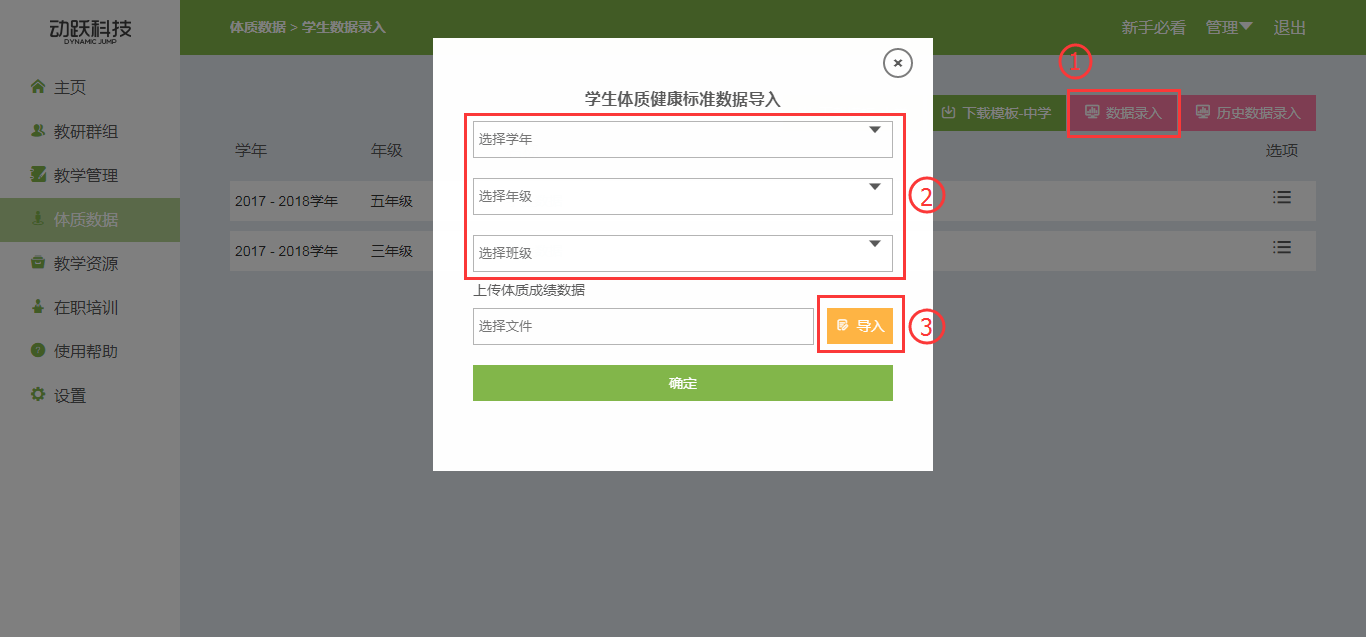 动跃科技
DYNAMIC JUMP
体质数据 > 学生数据录入
新手必看 管理 退出
主页
教研群组
教学管理
体质数据
教学资源
在职培训
使用帮助
设置
①
下载模板-中学 数据录入 历史数据录入
学年 年级 选项
2017 - 2018学年 五年级
2017 - 2018学年 三年级
学生体质健康标准数据导入
选择学年
选择年级
②
选择班级
上传体质成绩数据
选择文件
导入
③
确定